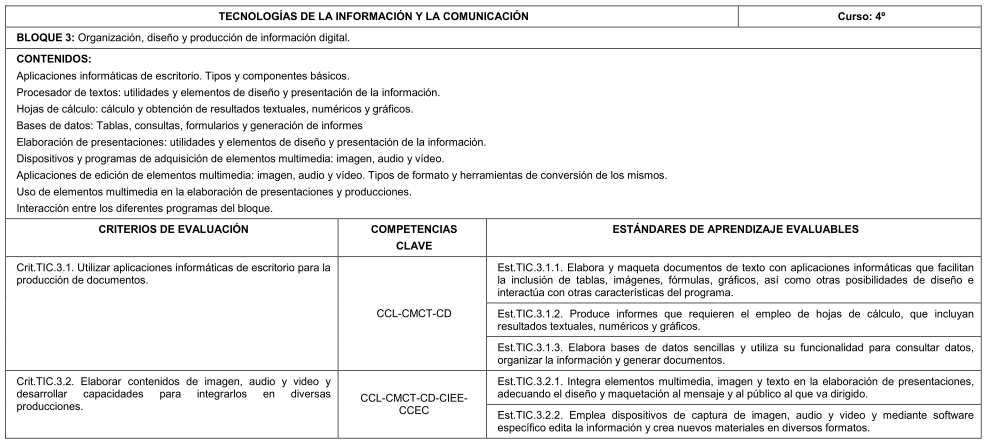 TECNOLOGÍAS DE LA INFORMACIÓN Y LA COMUNICACIÓN
Curso: 4º
BLOQUE 3: Organización, diseño y producción de información digital.
CONTENIDOS:
Aplicaciones informáticas de escritorio. Tipos y componentes básicos.
Procesador de textos: utilidades y elementos de diseño y presentación de la información.
Hojas de cálculo: cálculo y obtención de resultados textuales, numéricos y gráficos.
Bases de datos: Tablas, consultas, formularios y generación de informes
Elaboración de presentaciones: utilidades y elementos de diseño y presentación de la información.
Dispositivos y programas de adquisición de elementos multimedia: imagen, audio y vídeo.
Aplicaciones de edición de elementos multimedia: imagen, audio y vídeo. Tipos de formato y herramientas de conversión de los mismos.
Uso de elementos multimedia en la elaboración de presentaciones y producciones.
Interacción entre los diferentes programas del bloque.
CRITERIOS DE EVALUACIÓN
COMPETENCIAS
CLAVE
ESTÁNDARES DE APRENDIZAJE EVALUABLES
Crit.TIC.3.1. Utilizar aplicaciones informáticas de escritorio para la
producción de documentos.
CCL-CMCT-CD
Est.TIC.3.1.1. Elabora y maqueta documentos de texto con aplicaciones informáticas que facilitan
la inclusión de tablas, imágenes, fórmulas, gráficos, así como otras posibilidades de diseño e
interactúa con otras características del programa.
Est.TIC.3.1.2. Produce informes que requieren el empleo de hojas de cálculo, que incluyan
resultados textuales, numéricos y gráficos.
Est.TIC.3.1.3. Elabora bases de datos sencillas y utiliza su funcionalidad para consultar datos,
organizar la información y generar documentos.
Crit.TIC.3.2. Elaborar contenidos de imagen, audio y video y
desarrollar capacidades para integrarlos en diversas
producciones.
CCL-CMCT-CD-CIEE-
CCEC
Est.TIC.3.2.1. Integra elementos multimedia, imagen y texto en la elaboración de presentaciones,
adecuando el diseño y maquetación al mensaje y al público al que va dirigido.
Est.TIC.3.2.2. Emplea dispositivos de captura de imagen, audio y video y mediante software
específico edita la información y crea nuevos materiales en diversos formatos.